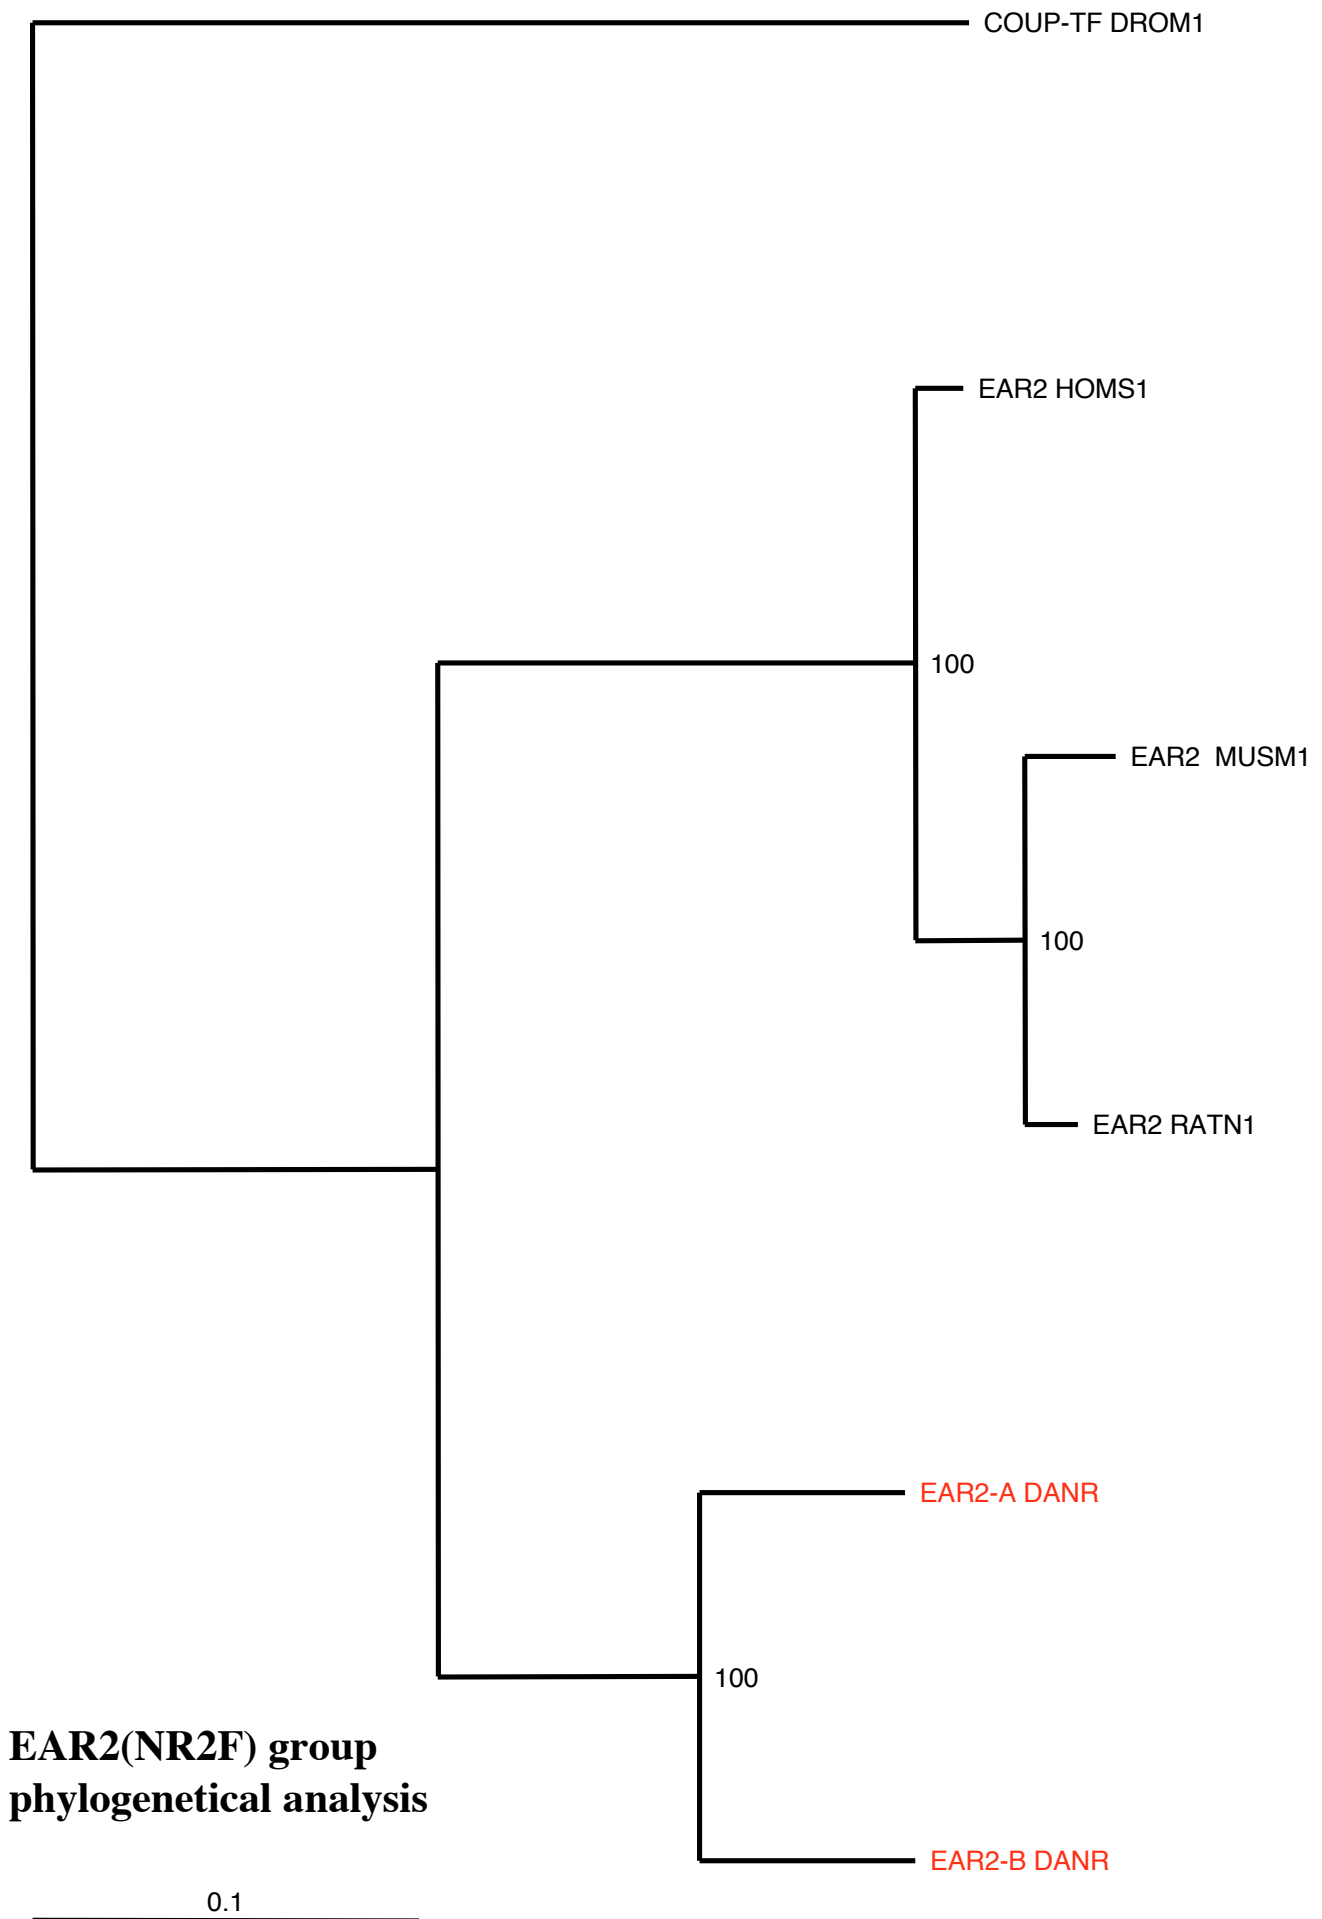 COUP-TF DROM1
EAR2 HOMS1
100
EAR2  MUSM1
100
EAR2 RATN1
EAR2-A DANR
100
EAR2(NR2F) group
phylogenetical analysis
EAR2-B DANR
0.1